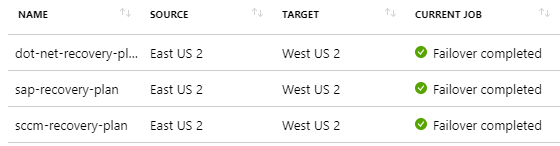 NAME SOURCE TARGET CURRENT JOB
dot-net-recovery-pl... East US 2 West US 2 Failover completed
sap-recovery-plan East US 2 West US 2 Failover completed
sccm-recovery-plan East US 2 West US 2 Failover completed